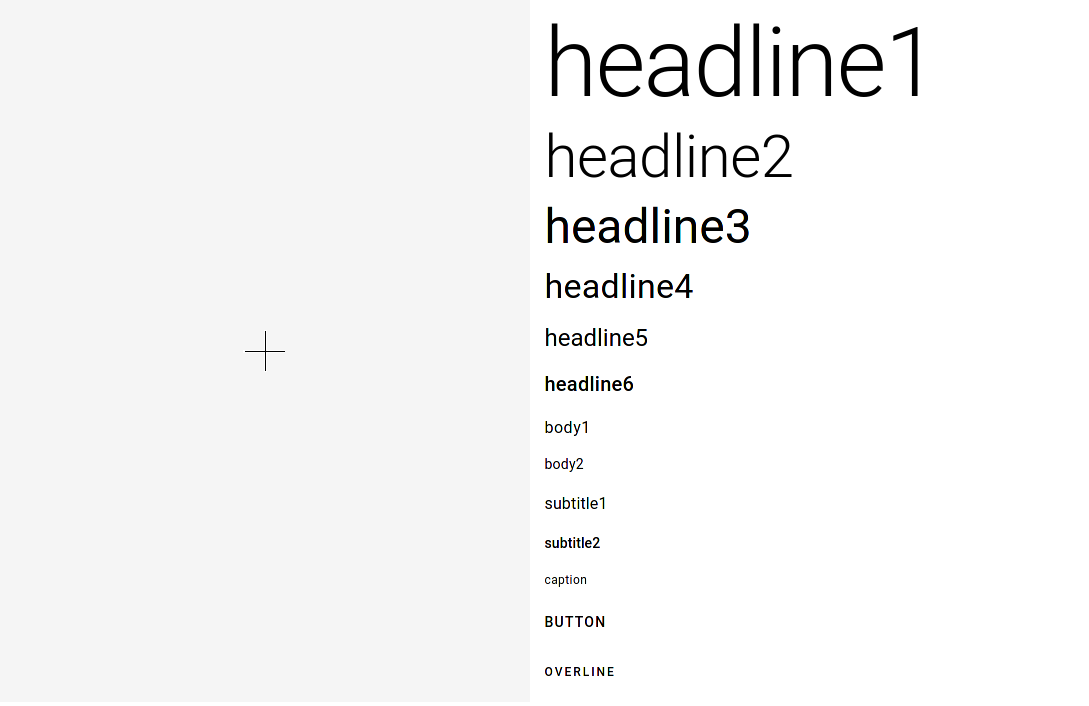 headline1
headline2
headline3
headline4
headline5
headline6
body1
body2
subtitle1
subtitle2
caption
BUTTON
OVERLINE